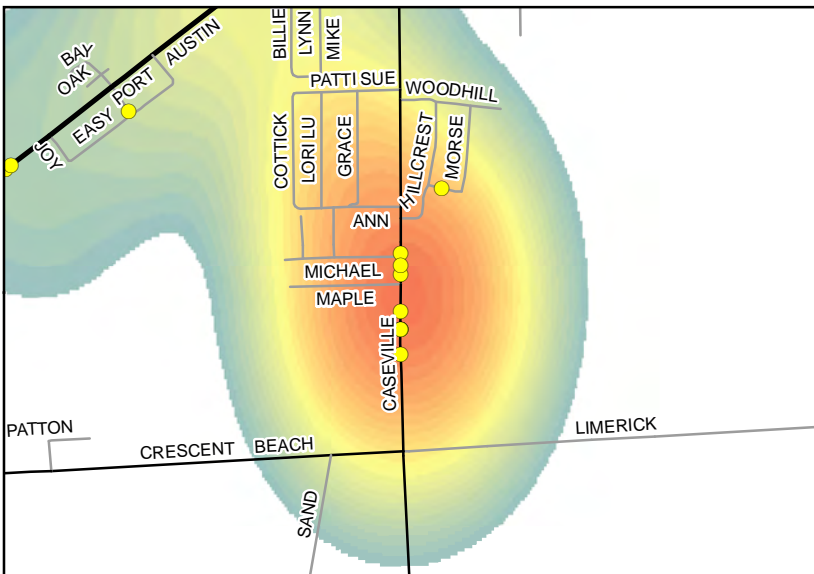 BILLIE
LYNN
MIKE
BAY
OAK
PORT AUSTIN
EASY
JOY
PATTI SUE
WOODHILL
COTTICK
LORI LU
GRACE
HILLCREST
MORSE
ANN
MICHAEL
MAPLE
CASEVILLE
PATTON
CRESCENT BEACH
LIMERICK
SAND